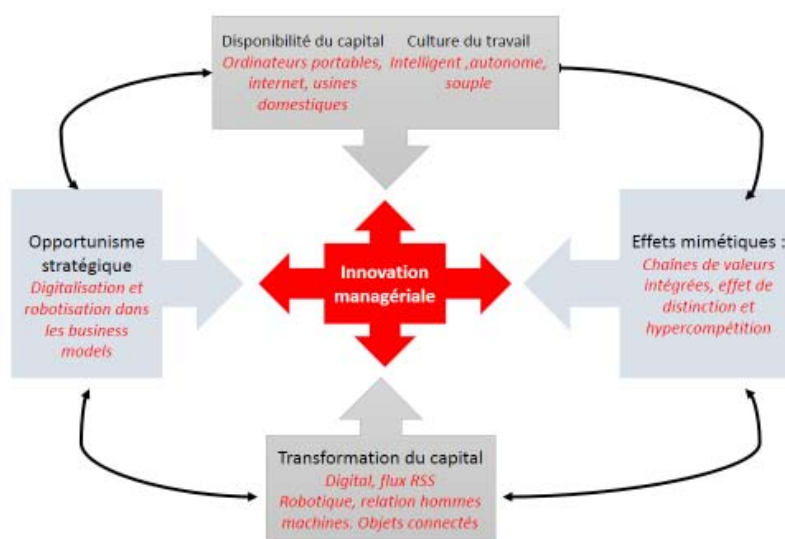 Disponibilité du capital
Ordinateurs portables,
internet, usines
domestiques
Culture du travail
Intelligent ,autonome,
souple
Opportunisme
stratégique
Digitalisation et
robotisation dans
les business
models
Innovation
managériale
Effets mimétiques :
Chaînes de valeurs
intégrées, effet de
distinction et
hypercompétition
Transformation du capital
Digital, flux RSS
Robotique, relation hommes
machines. Objets connectés